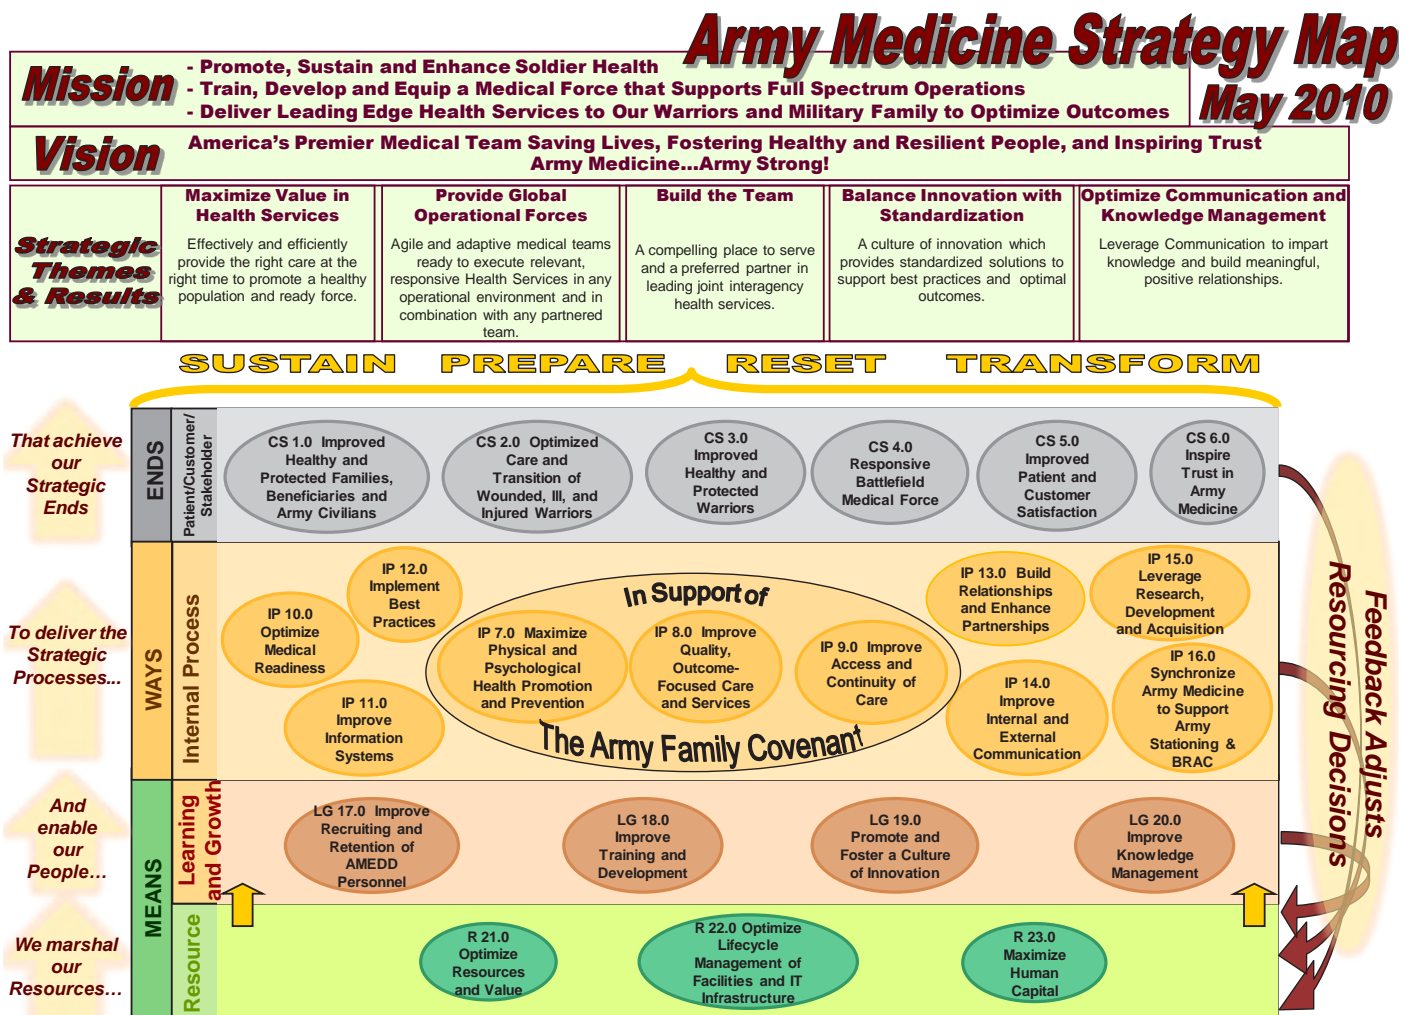 Army Medicine Strategy Map
May 2010
Mission
- Promote, Sustain and Enhance Soldier Health
- Train, Develop and Equip a Medical Force that Supports Full Spectrum Operations
- Deliver Leading Edge Health Services to Our Warriors and Military Family to Optimize Outcomes
Vision
America's Premier Medical Team Saving Lives, Fostering Healthy and Resilient People, and Inspiring Trust
Army Medicine...Army Strong!
Strategic
Themes
& Results
Maximize Value in
Health Services
Effectively and efficiently
provide the right care at the
right time to promote a healthy
population and ready force.
Provide Global
Operational Forces
Agile and adaptive medical teams
ready to execute relevant,
responsive Health Services in any
operational environment and in
combination with any partnered
team.
Build the Team
A compelling place to serve
and a preferred partner in
leading joint interagency
health services.
Balance Innovation with
Standardization
A culture of innovation which
provides standardized solutions to
support best practices and optimal
outcomes.
Optimize Communication and
Knowledge Management
Leverage Communication to impart
knowledge and build meaningful,
positive relationships.
SUSTAIN PREPARE RESET TRANSFORM
That achieve
our
Strategic
Ends
ENDS
Patient/Customer/
Stakeholder
CS 1.0 Improved
Healthy and
Protected Families,
Beneficiaries and
Army Civilians
CS 2.0 Optimized
Care and
Transition of
Wounded, Ill, and
Injured Warriors
CS 3.0
Improved
Healthy and
Protected
Warriors
CS 4.0
Responsive
Battlefield
Medical Force
CS 5.0
Improved
Patient and
Customer
Satisfaction
CS 6.0
Inspire
Trust in
Army
Medicine
To deliver the
Strategic
Processes...
WAYS
Internal Process
IP 10.0
Optimize
Medical
Readiness
IP 12.0
Implement
Best
Practices
IP 11.0
Improve
Information
Systems
In Support of
IP 7.0 Maximize
Physical and
Psychological
Health Promotion
and Prevention
IP 8.0 Improve
Quality,
Outcome-
Focused Care
and Services
IP 9.0 Improve
Access and
Continuity of
Care
The Army Family Covenant
IP 13.0 Build
Relationships
and Enhance
Partnerships
IP 15.0
Leverage
Research,
Development
and Acquisition
IP 14.0
Improve
Internal and
External
Communication
IP 16.0
Synchronize
Army Medicine
to Support
Army
Stationing &
BRAC
And
enable
our
People…
MEANS
Learning
and Growth
LG 17.0 Improve
Recruiting and
Retention of
AMEDD
Personnel
LG 18.0
Improve
Training and
Development
LG 19.0
Promote and
Foster a Culture
of Innovation
LG 20.0
Improve
Knowledge
Management
We marshal
our
Resources…
Resource
R 21.0
Optimize
Resources
and Value
R 22.0 Optimize
Lifecycle
Management of
Facilities and IT
Infrastructure
R 23.0
Maximize
Human
Capital
Feedback Adjusts
Resourcing Decisions